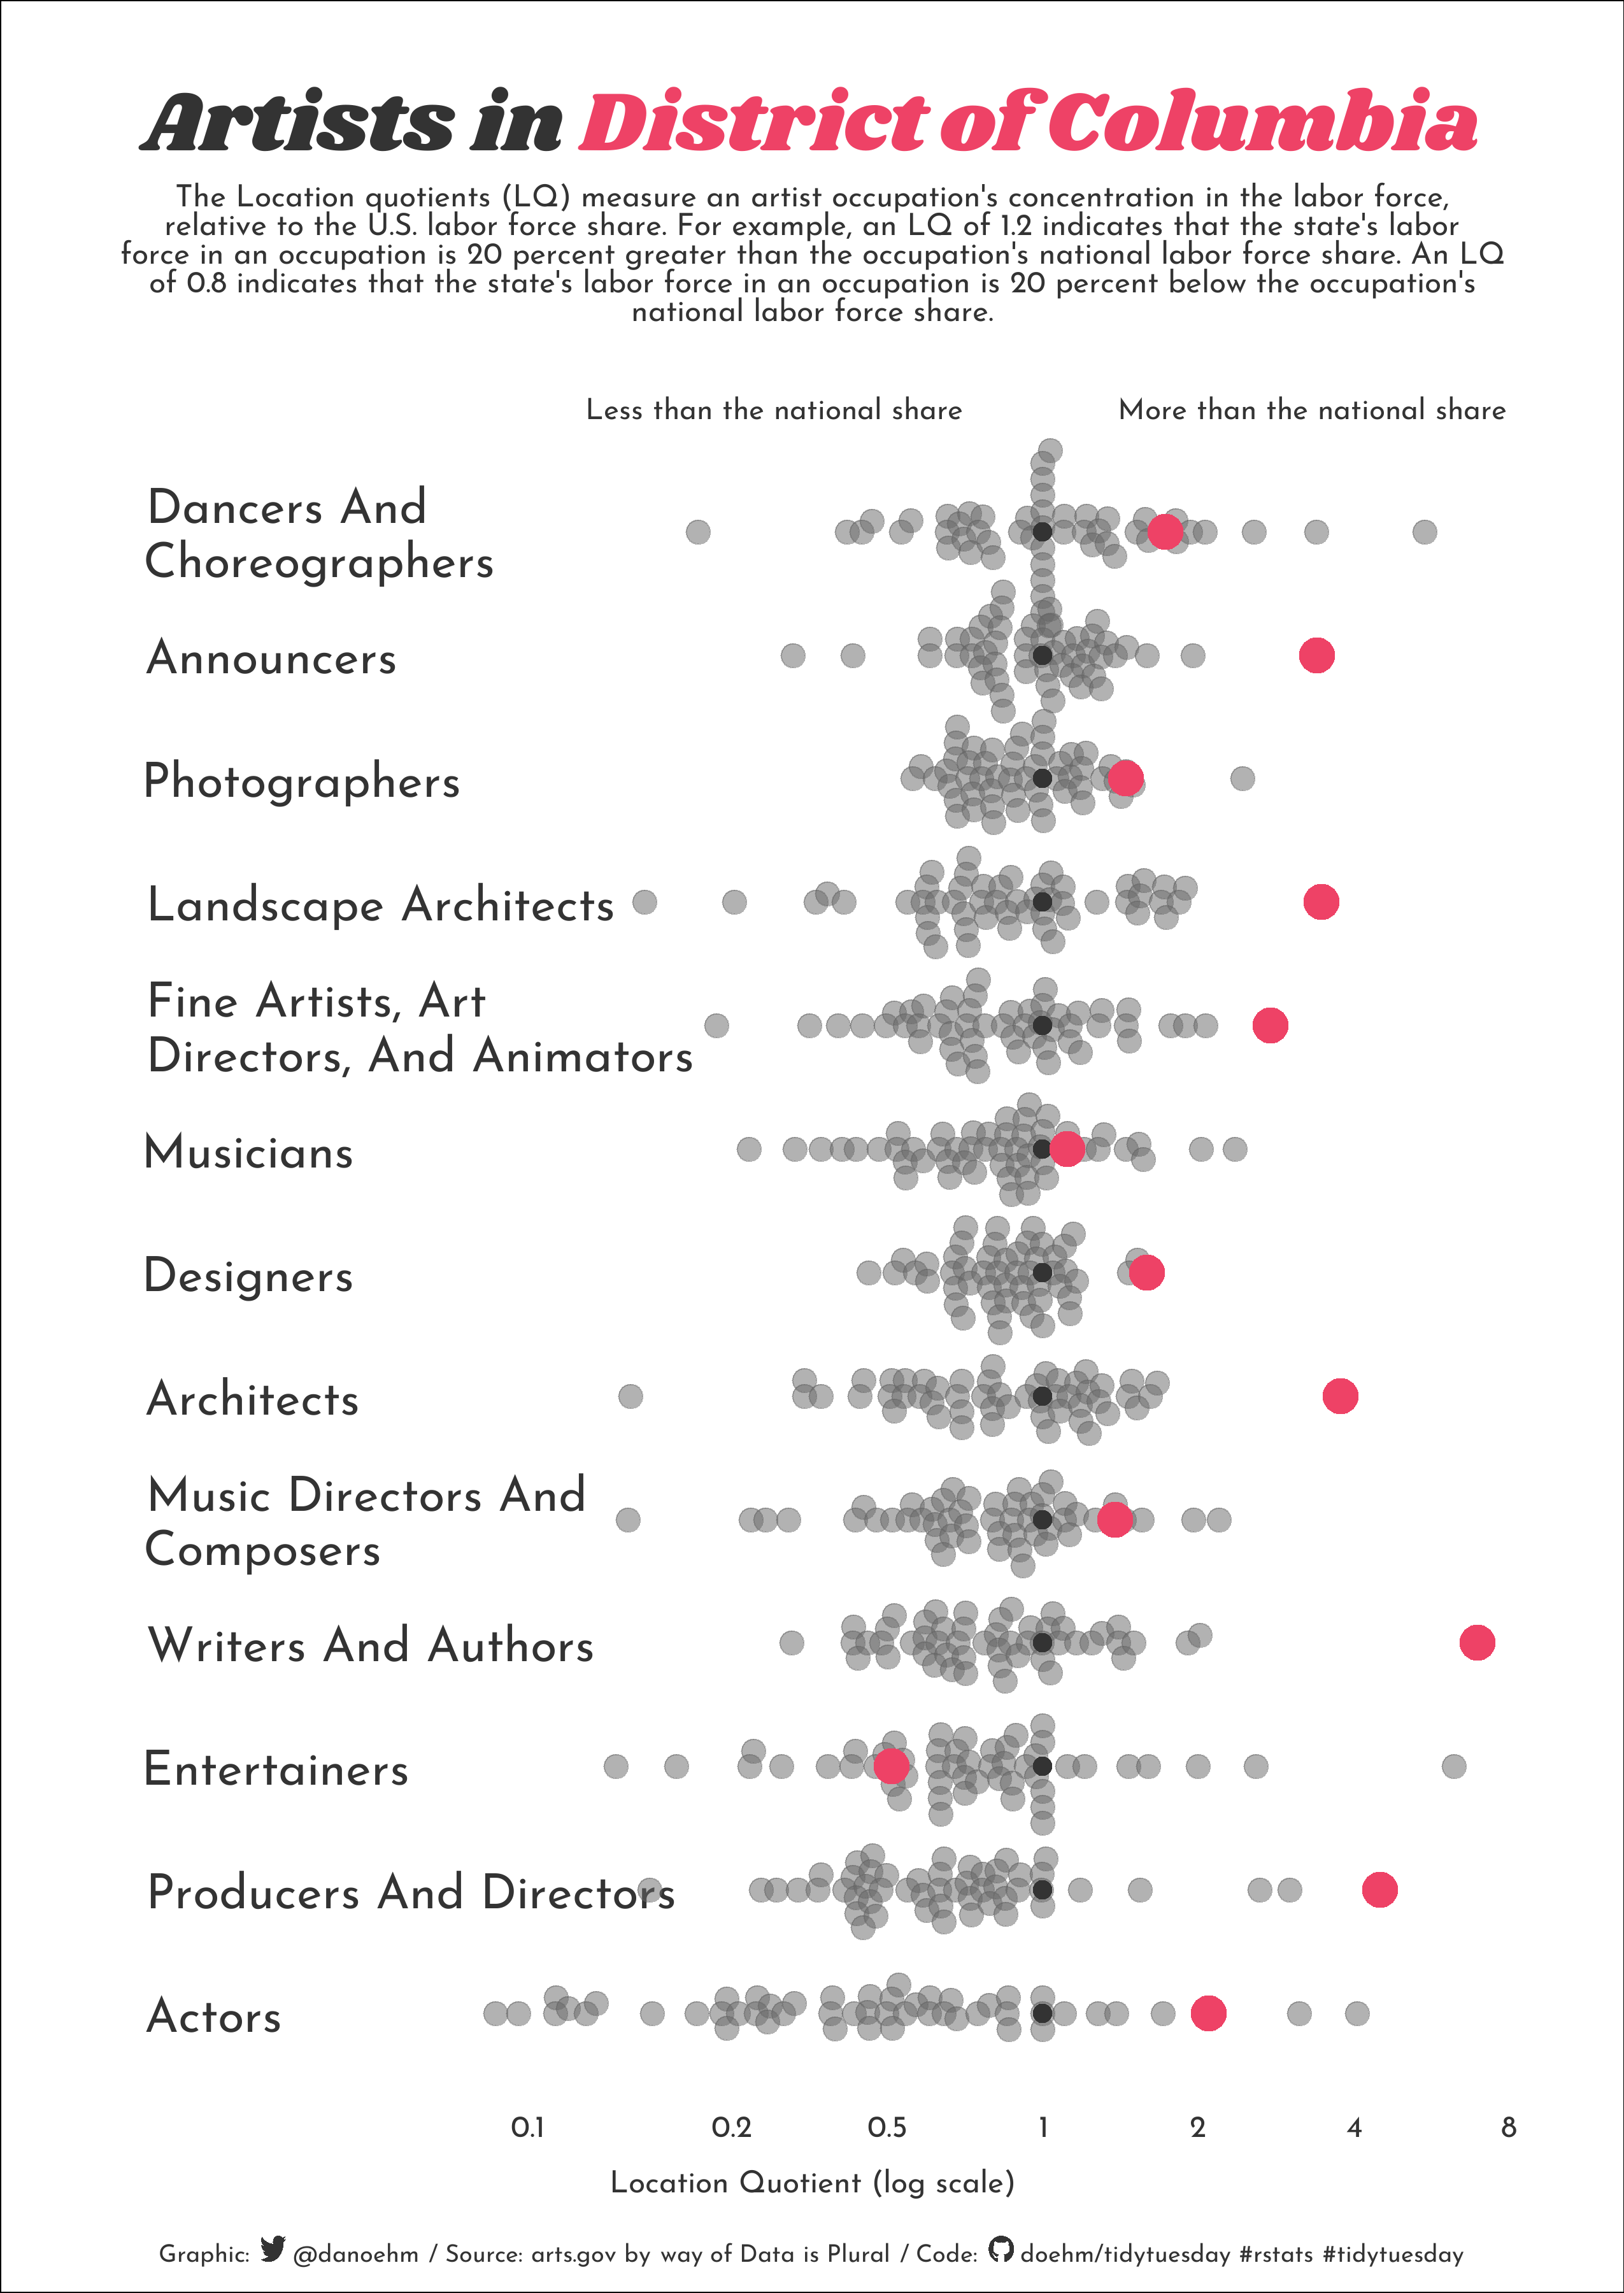 Artists in District of Columbia
The Location quotients (LQ) measure an artist occupation's concentration in the labor force,
relative to the U.S. labor force share. For example, an LQ of 1.2 indicates that the state's labor
force in an occupation is 20 percent greater than the occupation's national labor force share. An LQ
of 0.8 indicates that the state's labor force in an occupation is 20 percent below the occupation's
national labor force share.
Less than the national share More than the national share
Dancers And
Choreographers
Announcers
Photographers
Landscape Architects
Fine Artists, Art
Directors, And Animators
Musicians
Designers
Architects
Music Directors And
Composers
Writers And Authors
Entertainers
Producers And Directors
Actors
0.1 0.2 0.5 1 2 4 8
Location Quotient (log scale)
Graphic: @danoehm / Source: arts.gov by way of Data is Plural / Code: doehm/tidytuesday #rstats #tidytuesday